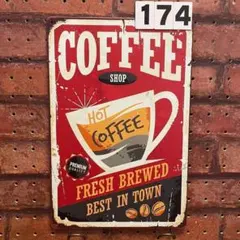 174
COFFEE
SHOP
HOT
COFFEE
PREMIUM
FRESH BREWED
BEST IN TOWN